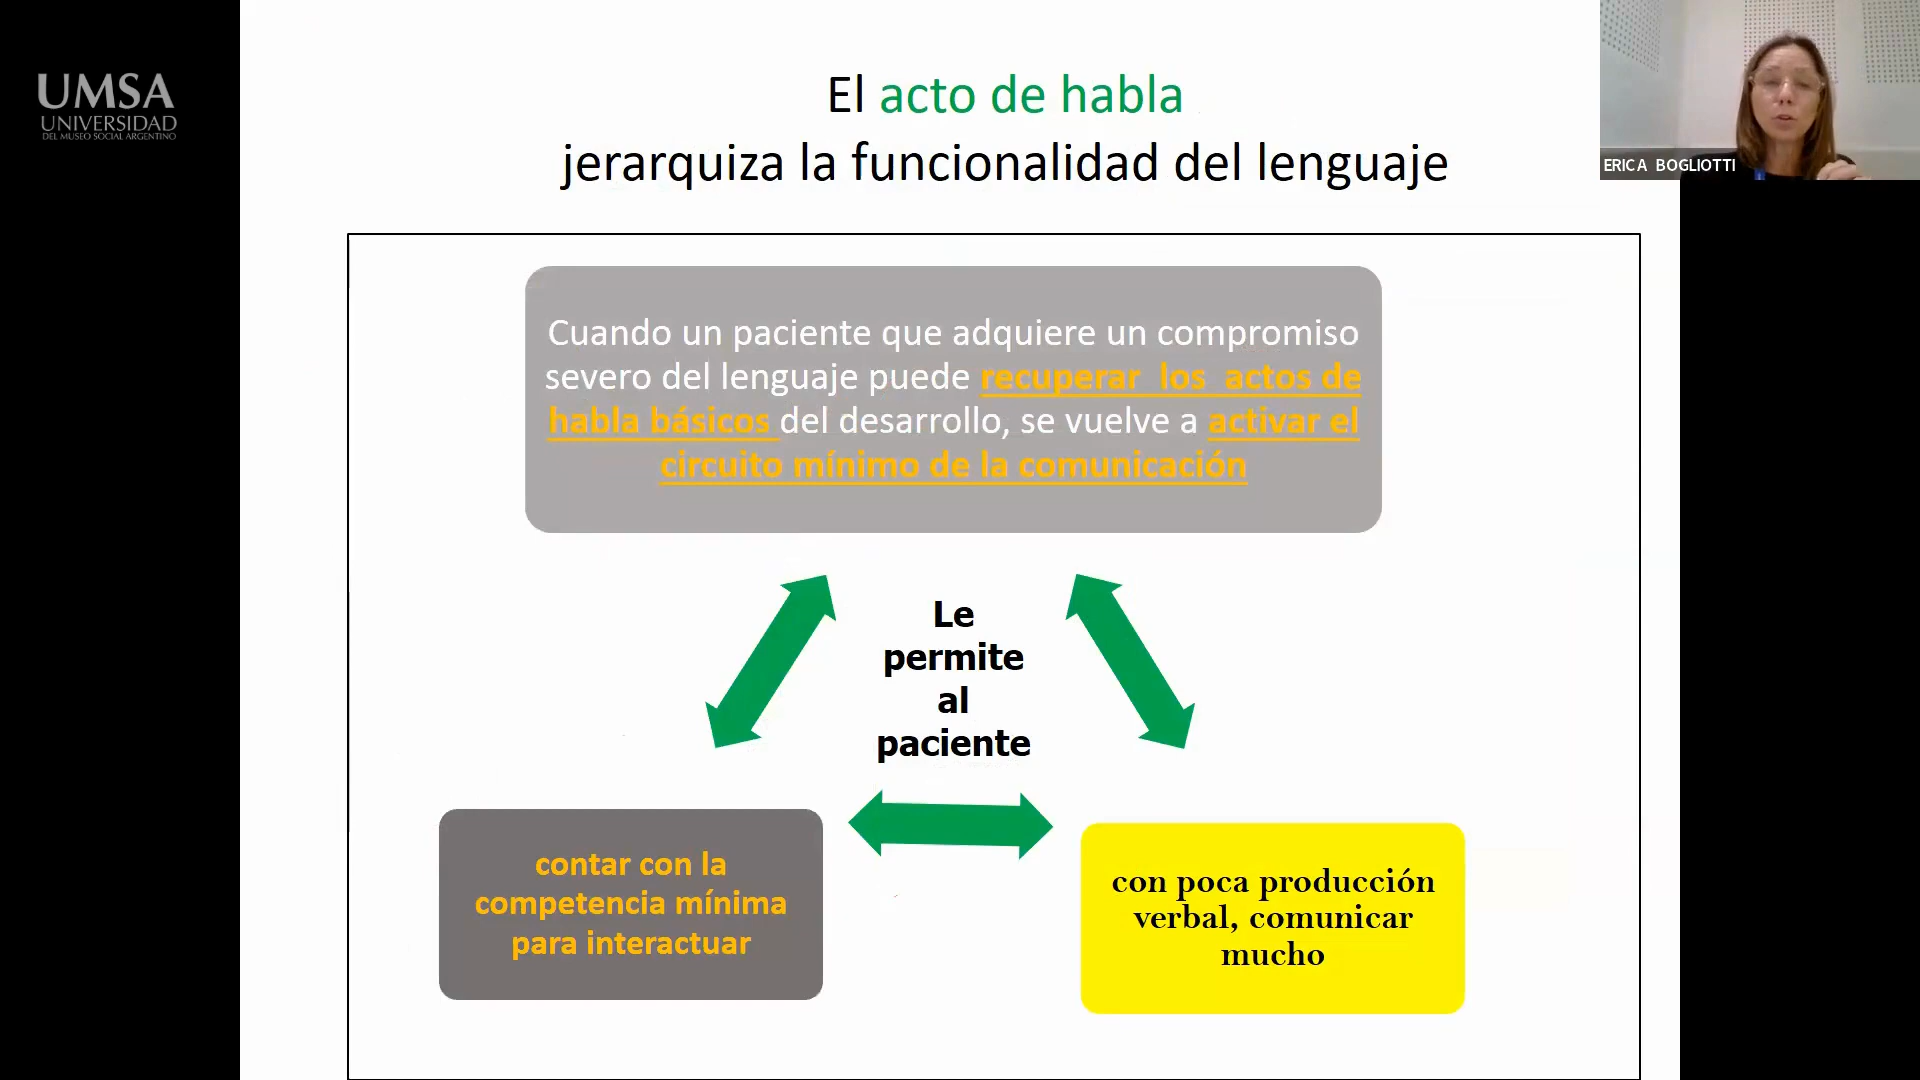 UMSA
UNIVERSIDAD
DEL MUSEO SOCIAL ARGENTINO
El acto de habla
jerarquiza la funcionalidad del lenguaje
ERICA BOGLIOTTI
Cuando un paciente que adquiere un compromiso
severo del lenguaje puede recuperar los actos de
habla básicos del desarrollo, se vuelve a activar el
circuito mínimo de la comunicación
Le
permite
al
paciente
contar con la
competencia mínima
para interactuar
con poca producción
verbal, comunicar
mucho